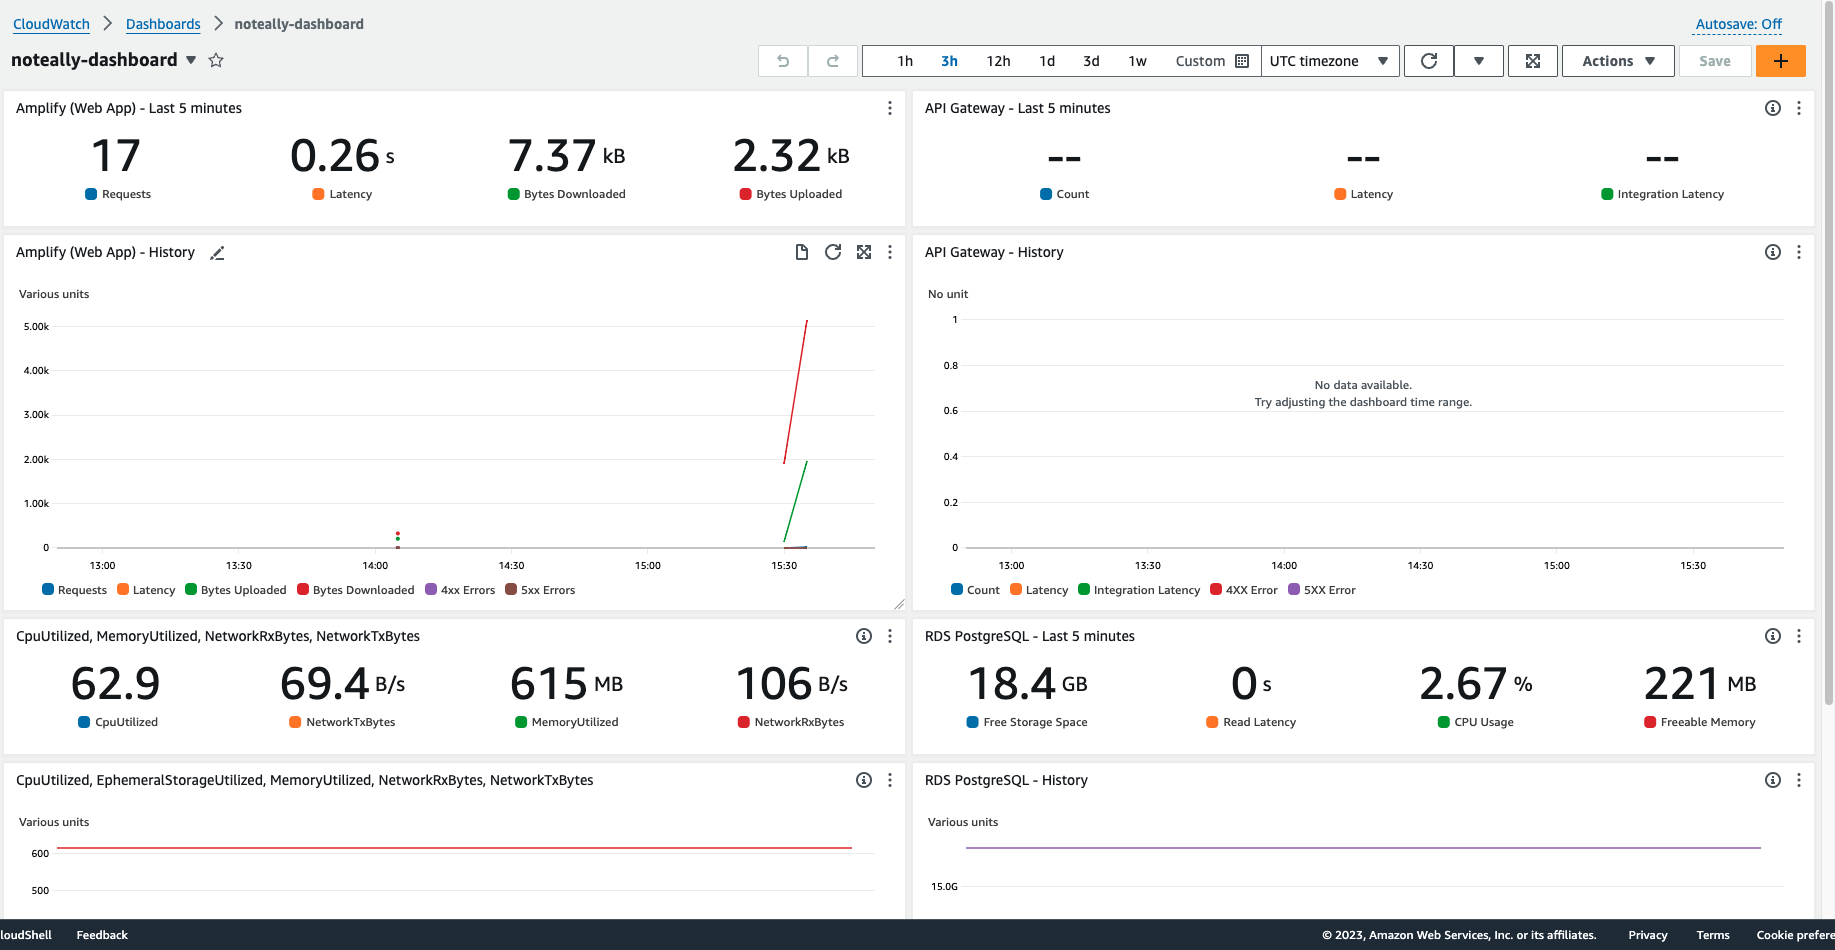 CloudWatch > Dashboards > noteally-dashboard
Autosave: Off
noteally-dashboard
1h 3h 12h 1d 3d 1w Custom UTC timezone Actions Save +
Amplify (Web App) - Last 5 minutes
17
Requests
0.26 s
Latency
7.37 kB
Bytes Downloaded
2.32 kB
Bytes Uploaded
API Gateway - Last 5 minutes
--
Count
--
Latency
--
Integration Latency
Amplify (Web App) - History
Various units
5.00k
4.00k
3.00k
2.00k
1.00k
0
13:00 13:30 14:00 14:30 15:00 15:30
Requests Latency Bytes Uploaded Bytes Downloaded 4xx Errors 5xx Errors
API Gateway - History
No unit
1
0.8
No data available.
Try adjusting the dashboard time range.
0.6
0.4
0.2
0
13:00 13:30 14:00 14:30 15:00 15:30
Count Latency Integration Latency 4XX Error 5XX Error
CpuUtilized, MemoryUtilized, NetworkRxBytes, NetworkTxBytes
62.9
CpuUtilized
69.4 B/s
NetworkTxBytes
615 MB
MemoryUtilized
106 B/s
NetworkRxBytes
RDS PostgreSQL - Last 5 minutes
18.4 GB
Free Storage Space
0 s
Read Latency
2.67 %
CPU Usage
221 MB
Freeable Memory
CpuUtilized, EphemeralStorageUtilized, MemoryUtilized, NetworkRxBytes, NetworkTxBytes
Various units
600
500
RDS PostgreSQL - History
Various units
15.0G
loudShell Feedback
© 2023, Amazon Web Services, Inc. or its affiliates. Privacy Terms Cookie prefere